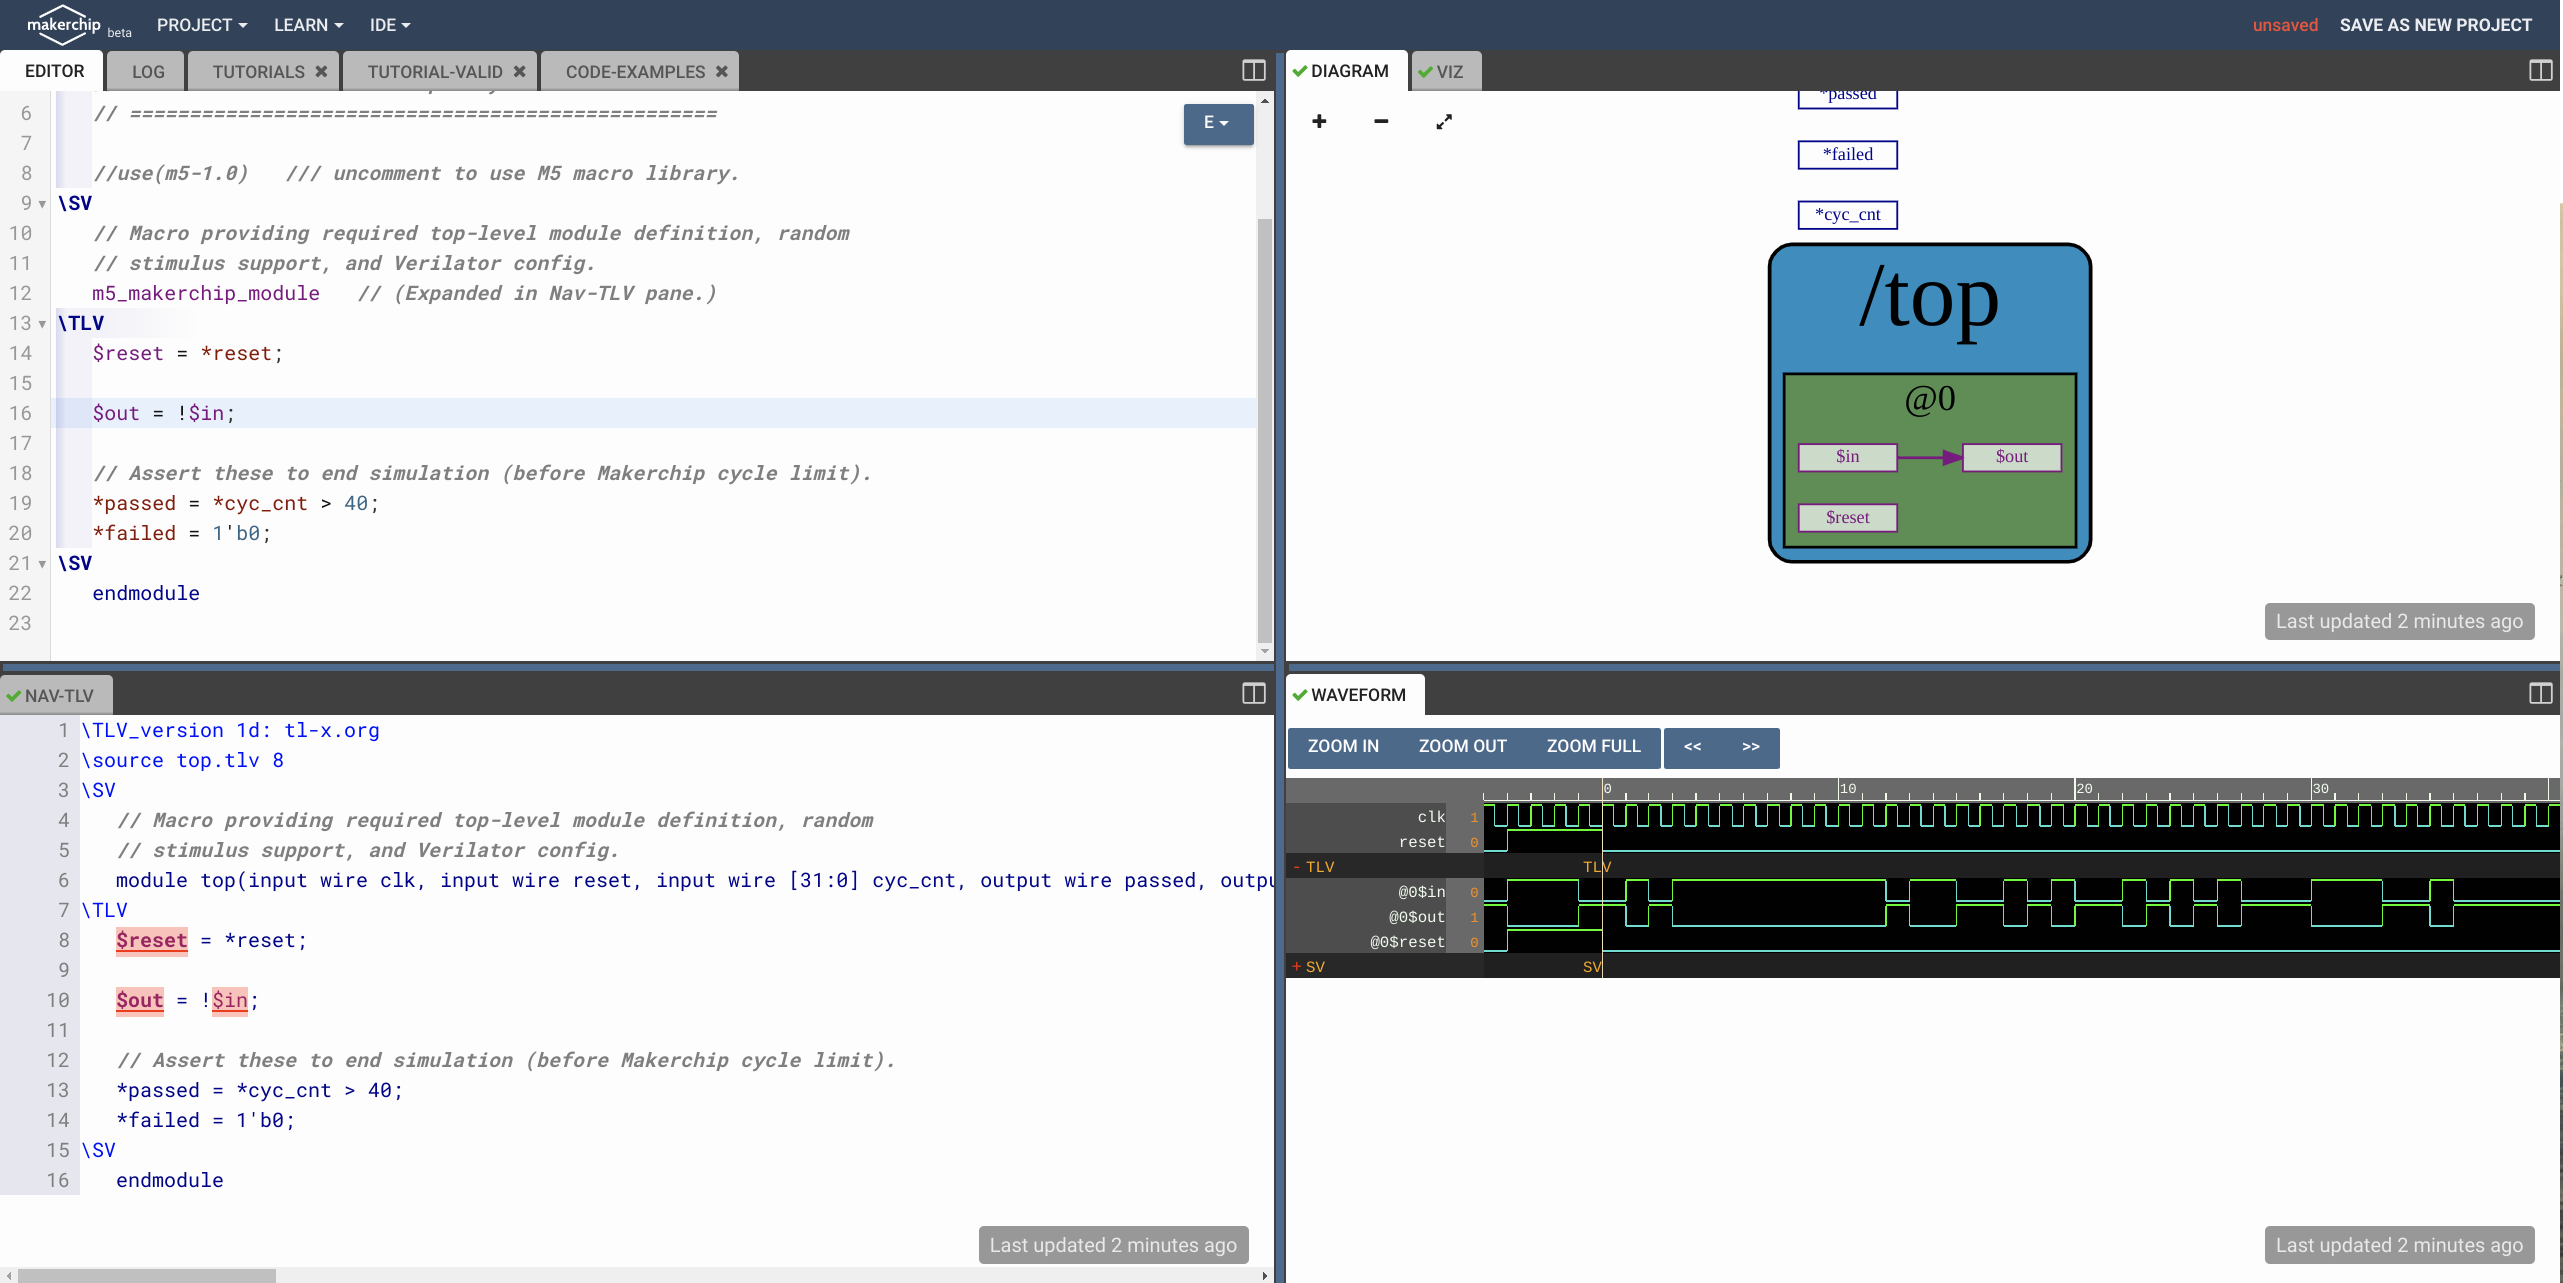 makerchip beta PROJECT LEARN IDE unsaved SAVE AS NEW PROJECT
EDITOR LOG TUTORIALS TUTORIAL-VALID CODE-EXAMPLES
6 // =================================================
7
8 //use(m5-1.0)   /// uncomment to use M5 macro library.
9 \SV
10 // Macro providing required top-level module definition, random
11 // stimulus support, and Verilator config.
12 m5_makerchip_module   // (Expanded in Nav-TLV pane.)
13 \TLV
14 $reset = *reset;
15
16 $out = !$in;
17
18 // Assert these to end simulation (before Makerchip cycle limit).
19 *passed = *cyc_cnt > 40;
20 *failed = 1'b0;
21 \SV
22 endmodule
23
E
DIAGRAM VIZ
*passed
*failed
*cyc_cnt
/top
@0
$in $out
$reset
Last updated 2 minutes ago
NAV-TLV
1 \TLV_version 1d: tl-x.org
2 \source top.tlv 8
3 \SV
4 // Macro providing required top-level module definition, random
5 // stimulus support, and Verilator config.
6 module top(input wire clk, input wire reset, input wire [31:0] cyc_cnt, output wire passed, outpu
7 \TLV
8 $reset = *reset;
9
10 $out = !$in;
11
12 // Assert these to end simulation (before Makerchip cycle limit).
13 *passed = *cyc_cnt > 40;
14 *failed = 1'b0;
15 \SV
16 endmodule
Last updated 2 minutes ago
WAVEFORM
ZOOM IN ZOOM OUT ZOOM FULL << >>
0 10 20 30
clk 1
reset 0
- TLV TLV
@0$in 0
@0$out 1
@0$reset 0
+ SV SV
Last updated 2 minutes ago